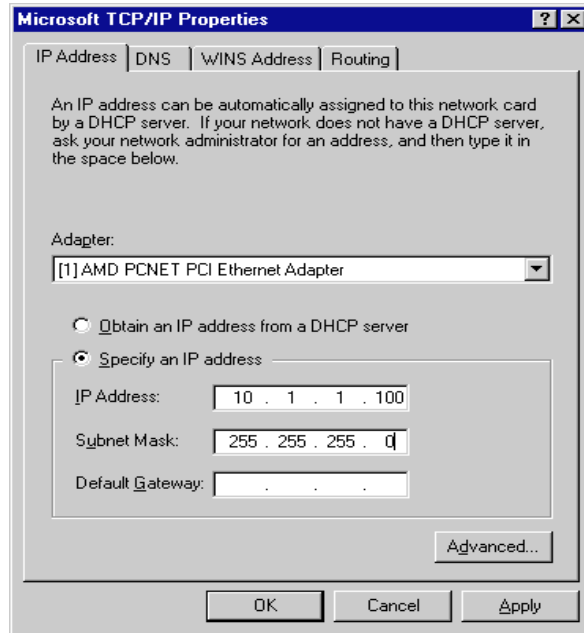 Microsoft TCP/IP Properties
IP Address DNS WINS Address Routing
An IP address can be automatically assigned to this network card
by a DHCP server. If your network does not have a DHCP server,
ask your network administrator for an address, and then type it in
the space below.
Adapter:
[1] AMD PCNET PCI Ethernet Adapter
Obtain an IP address from a DHCP server
Specify an IP address
IP Address: 10 . 1 . 1 . 100
Subnet Mask: 255 . 255 . 255 . 0
Default Gateway: . . .
Advanced...
OK Cancel Apply